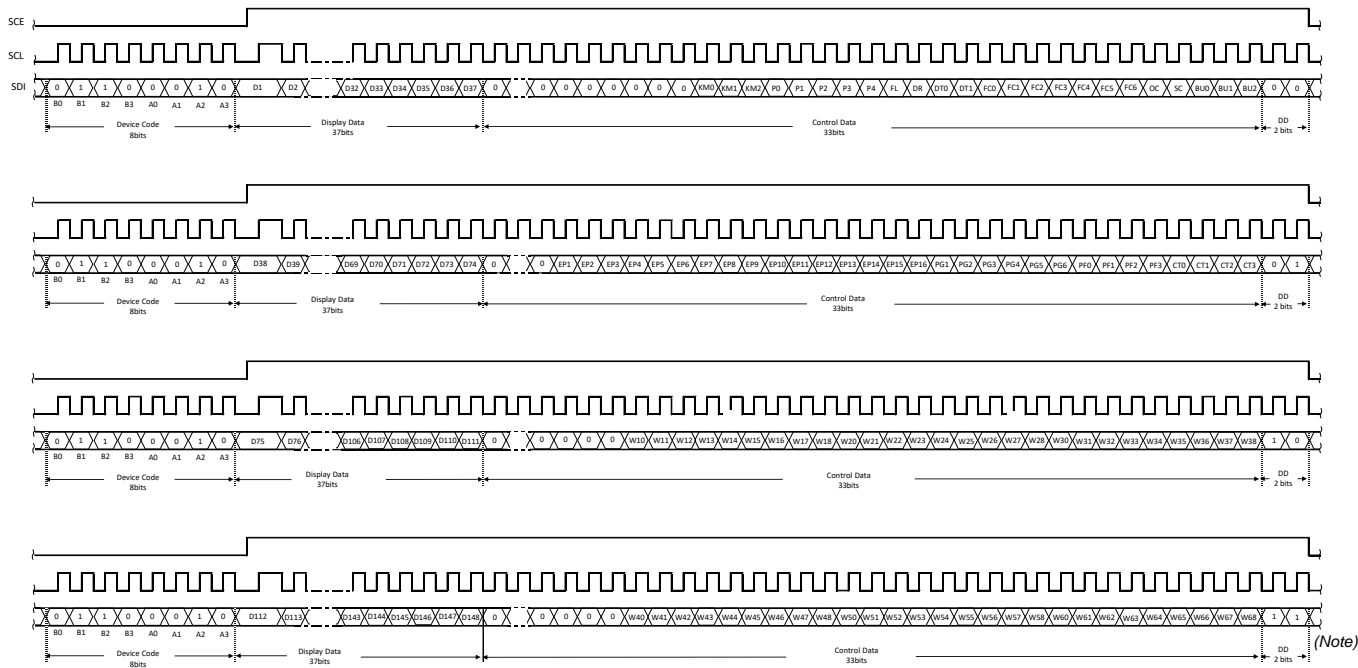 SCE
SCL
SDI 0 1 1 0 0 0 1 0 D1 D2 D32 D33 D34 D35 D36 D37 0 0 0 0 0 0 0 0 KM0 KM1 KM2 P0 P1 P2 P3 P4 FL DR DT0 DT1 FC0 FC1 FC2 FC3 FC4 FC5 FC6 OC SC BU0 BU1 BU2 0 0
B0 B1 B2 B3 A0 A1 A2 A3
Device Code Display Data Control Data DD
8bits 37bits 33bits 2 bits
0 1 1 0 0 0 1 0 D38 D39 D69 D70 D71 D72 D73 D74 0 0 EP1 EP2 EP3 EP4 EP5 EP6 EP7 EP8 EP9 EP10 EP11 EP12 EP13 EP14 EP15 EP16 PG1 PG2 PG3 PG4 PG5 PG6 PF0 PF1 PF2 PF3 CT0 CT1 CT2 CT3 0 1
B0 B1 B2 B3 A0 A1 A2 A3
Device Code Display Data Control Data DD
8bits 37bits 33bits 2 bits
0 1 1 0 0 0 1 0 D75 D76 D106 D107 D108 D109 D110 D111 0 0 0 0 0 W10 W11 W12 W13 W14 W15 W16 W17 W18 W20 W21 W22 W23 W24 W25 W26 W27 W28 W30 W31 W32 W33 W34 W35 W36 W37 W38 1 0
B0 B1 B2 B3 A0 A1 A2 A3
Device Code Display Data Control Data DD
8bits 37bits 33bits 2 bits
0 1 1 0 0 0 1 0 D112 D113 D143 D144 D145 D146 D147 D148 0 0 0 0 0 W40 W41 W42 W43 W44 W45 W46 W47 W48 W50 W51 W52 W53 W54 W55 W56 W57 W58 W60 W61 W62 W63 W64 W65 W66 W67 W68 1 1 (Note)
B0 B1 B2 B3 A0 A1 A2 A3
Device Code Display Data Control Data DD
8bits 37bits 33bits 2 bits